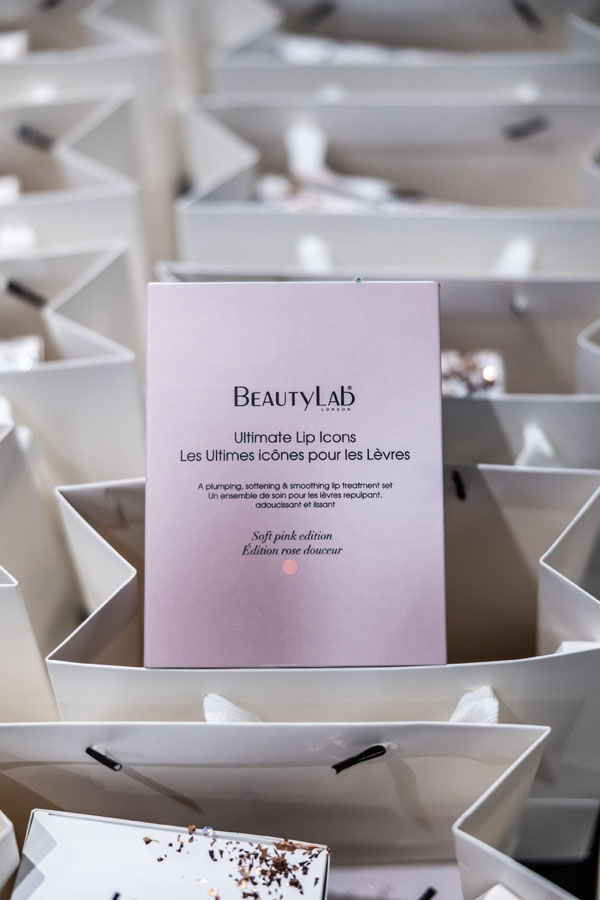 BEAUTYLAB®
LONDON
Ultimate Lip Icons
Les Ultimes icônes pour les Lèvres
A plumping, softening & smoothing lip treatment set
Un ensemble de soin pour les lèvres repulpant,
adoucissant et lissant
Soft pink edition
Édition rose douceur